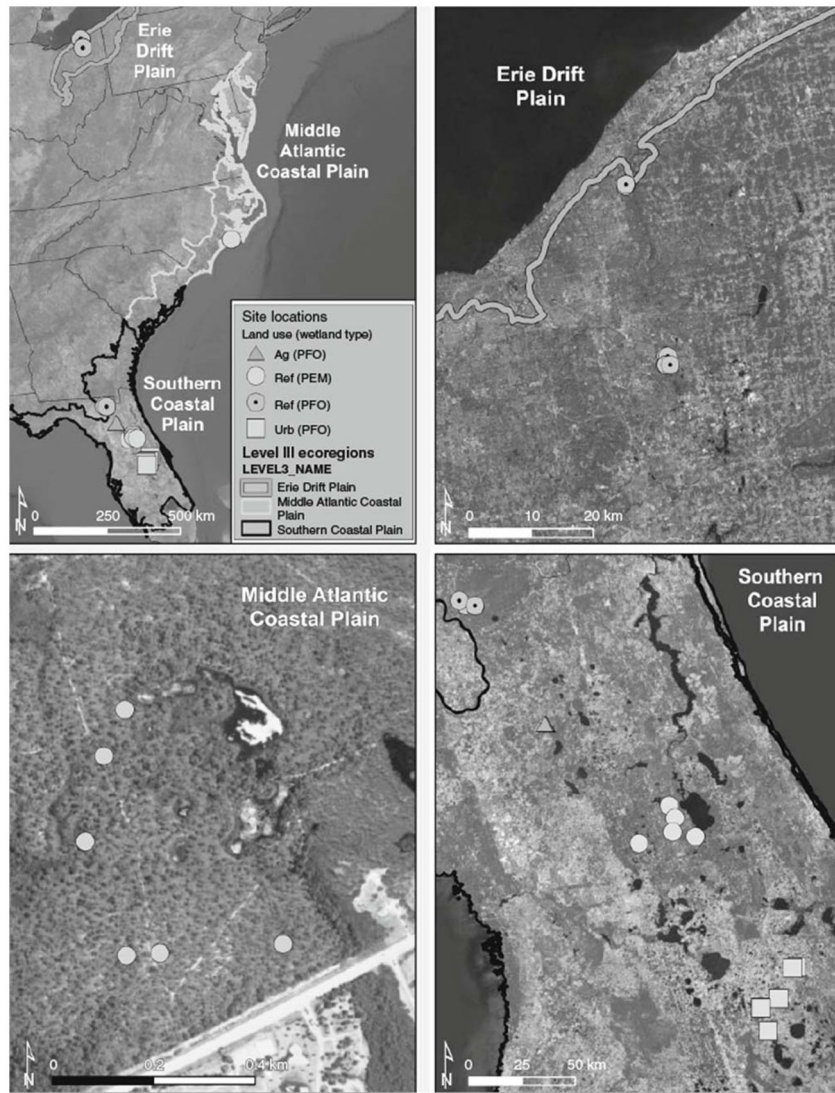 Erie
Drift
Plain
Middle
Atlantic
Coastal Plain
Southern
Coastal
Plain
Site locations
Land use (wetland type)
Ag (PFO)
Ref (PEM)
Ref (PFO)
Urb (PFO)
Level III ecoregions
LEVEL3_NAME
Erie Drift Plain
Middle Atlantic Coastal
Plain
Southern Coastal Plain
N
0 250 500 km
Erie Drift
Plain
N
0 10 20 km
Middle Atlantic
Coastal Plain
N
0 0.2 0.4 km
Southern
Coastal
Plain
N
0 25 50 km